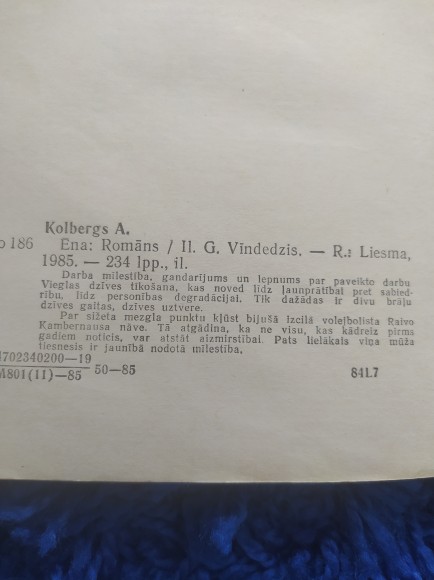 Kolbergs A.
o 186 Ena: Romāns / Il. G. Vīndedzis. — R.: Liesma,
1985. — 234 lpp., il.
Darba mīlestība, gandarījums un lepnums par paveikto darbu
Vieglas dzīves tīkošana, kas noved līdz ļaunprātībai pret sabied-
rību, līdz personības degradācijai. Tik dažādas ir divu brāļu
dzīves gaitas, dzīves uztvere.
Par sižeta mezgla punktu kļūst bijušā izcilā volejbolista Raivo
Kambernausa nāve. Tā atgādina, ka ne visu, kas kādreiz pirms
gadiem noticis, var atstāt aizmirstībai. Pats lielākais viņa mūža
tiesnesis ir jaunībā nodotā mīlestība.
4702340200—19
M801(11)—85 50—85 84L7